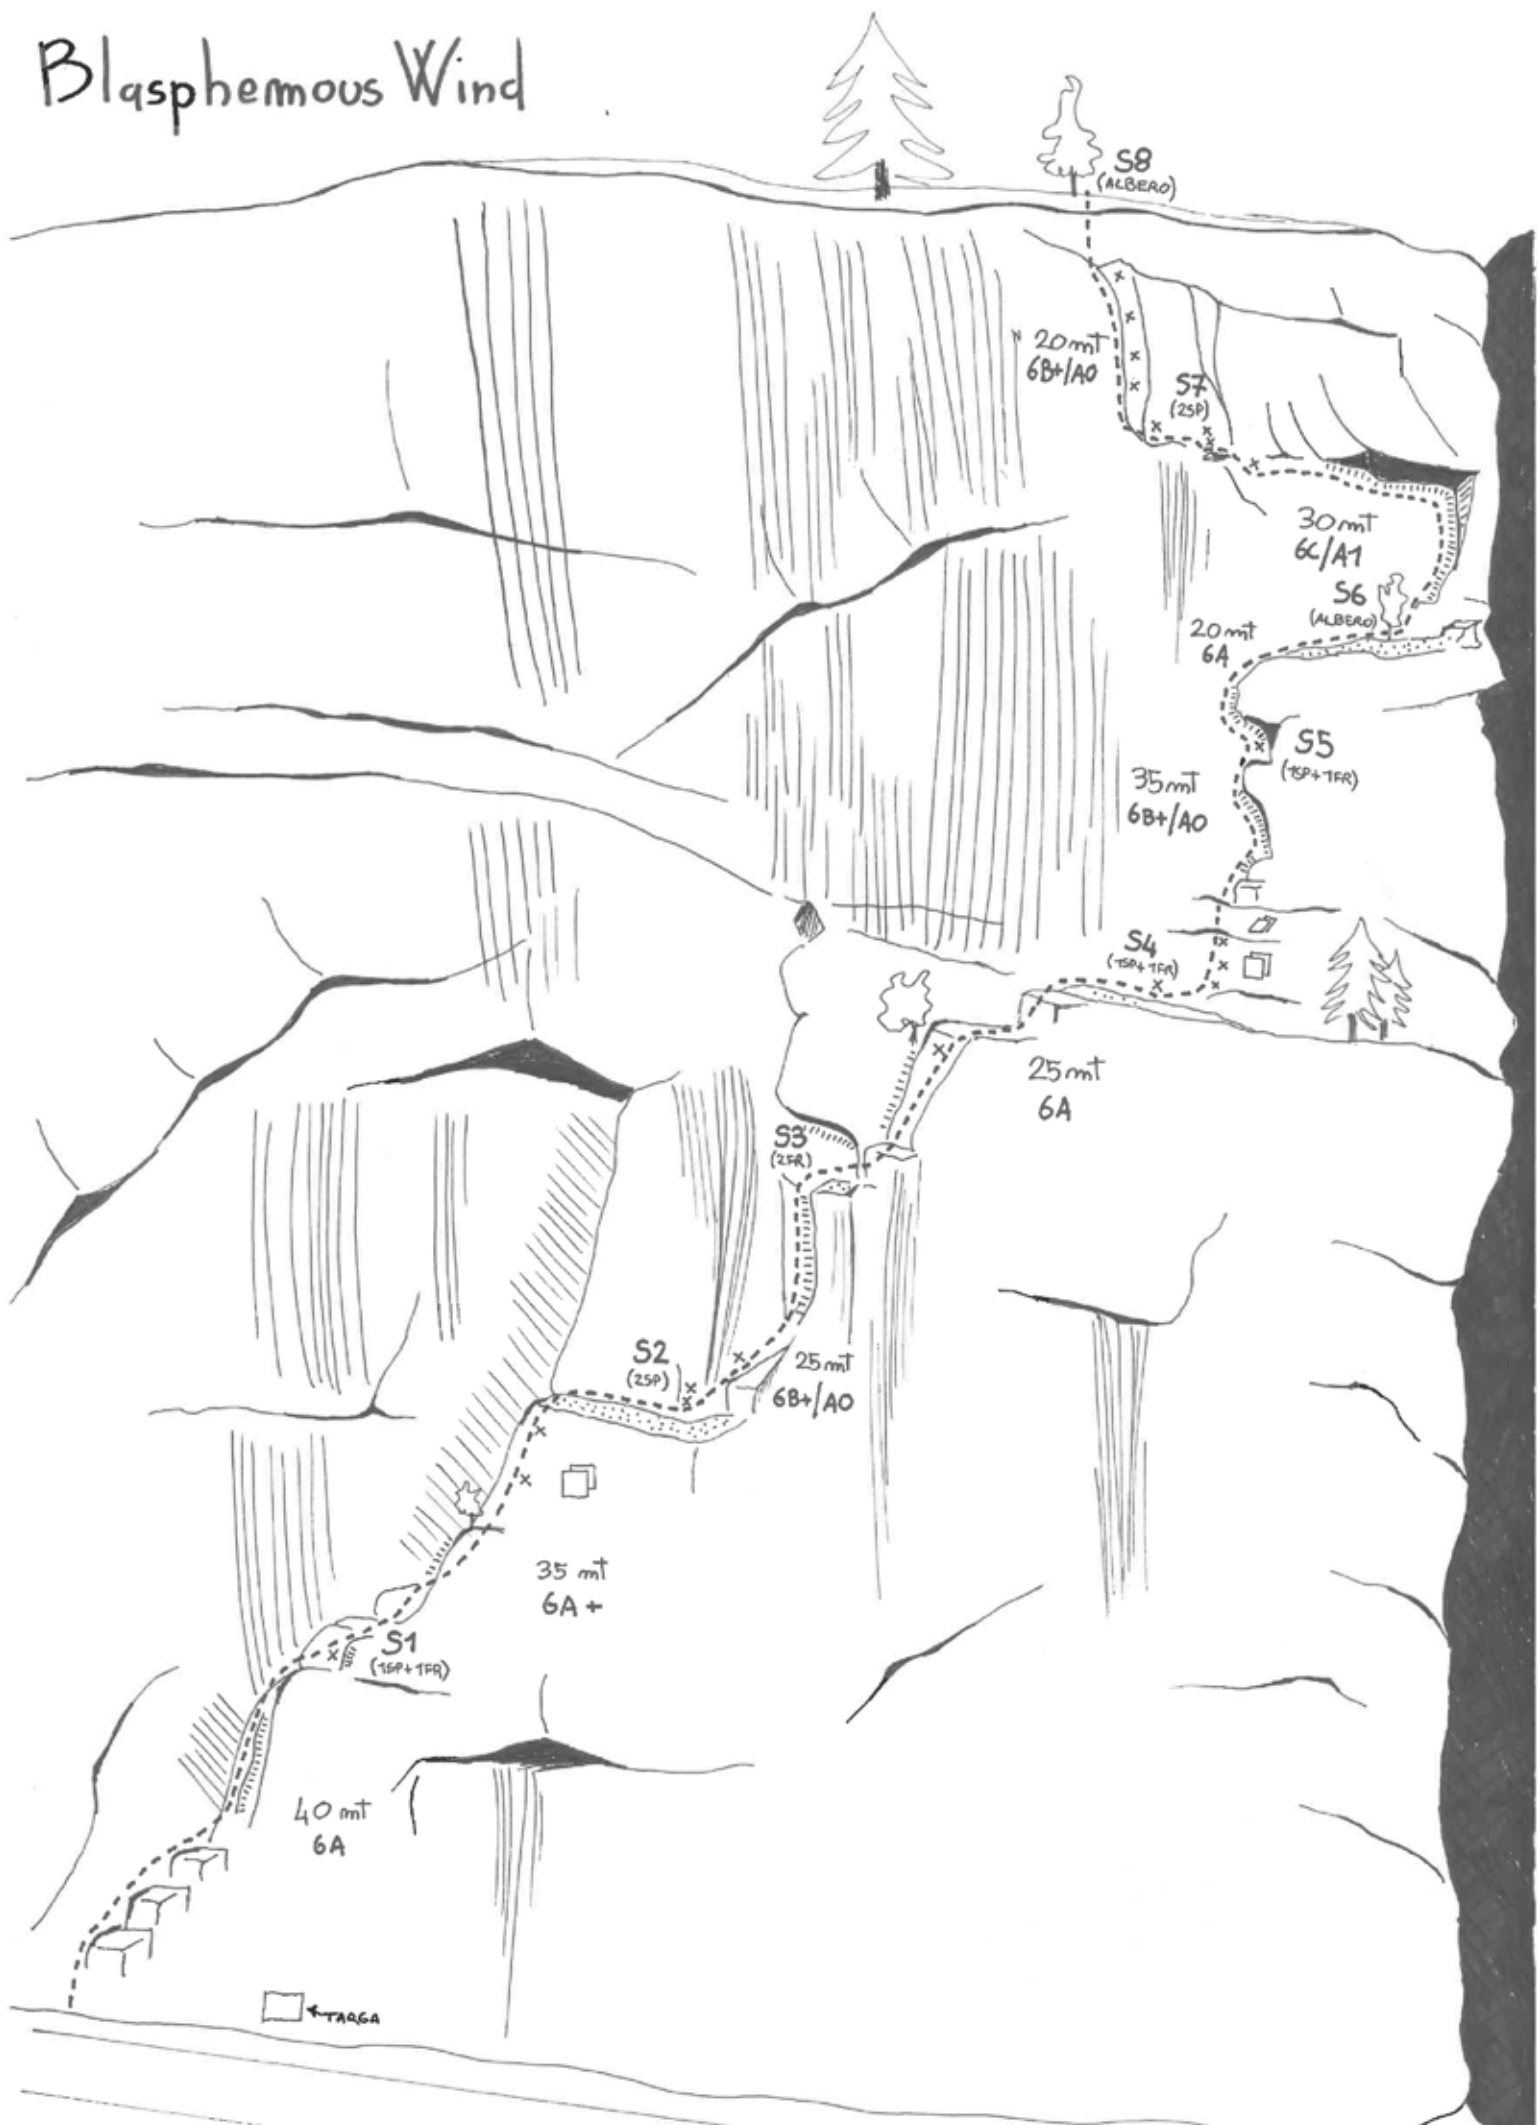 Blasphemous Wind
S8
(ALBERO)
20 mt
6B+/A0
S7
(2SP)
30 mt
6C/A1
S6
(ALBERO)
20 mt
6A
S5
(1SP+1FR)
35 mt
6B+/A0
S4
(1SP+1FR)
25 mt
6A
S3
(2FR)
S2
(2SP)
25 mt
6B+/A0
35 mt
6A+
S1
(1SP+1FR)
40 mt
6A
TARGA